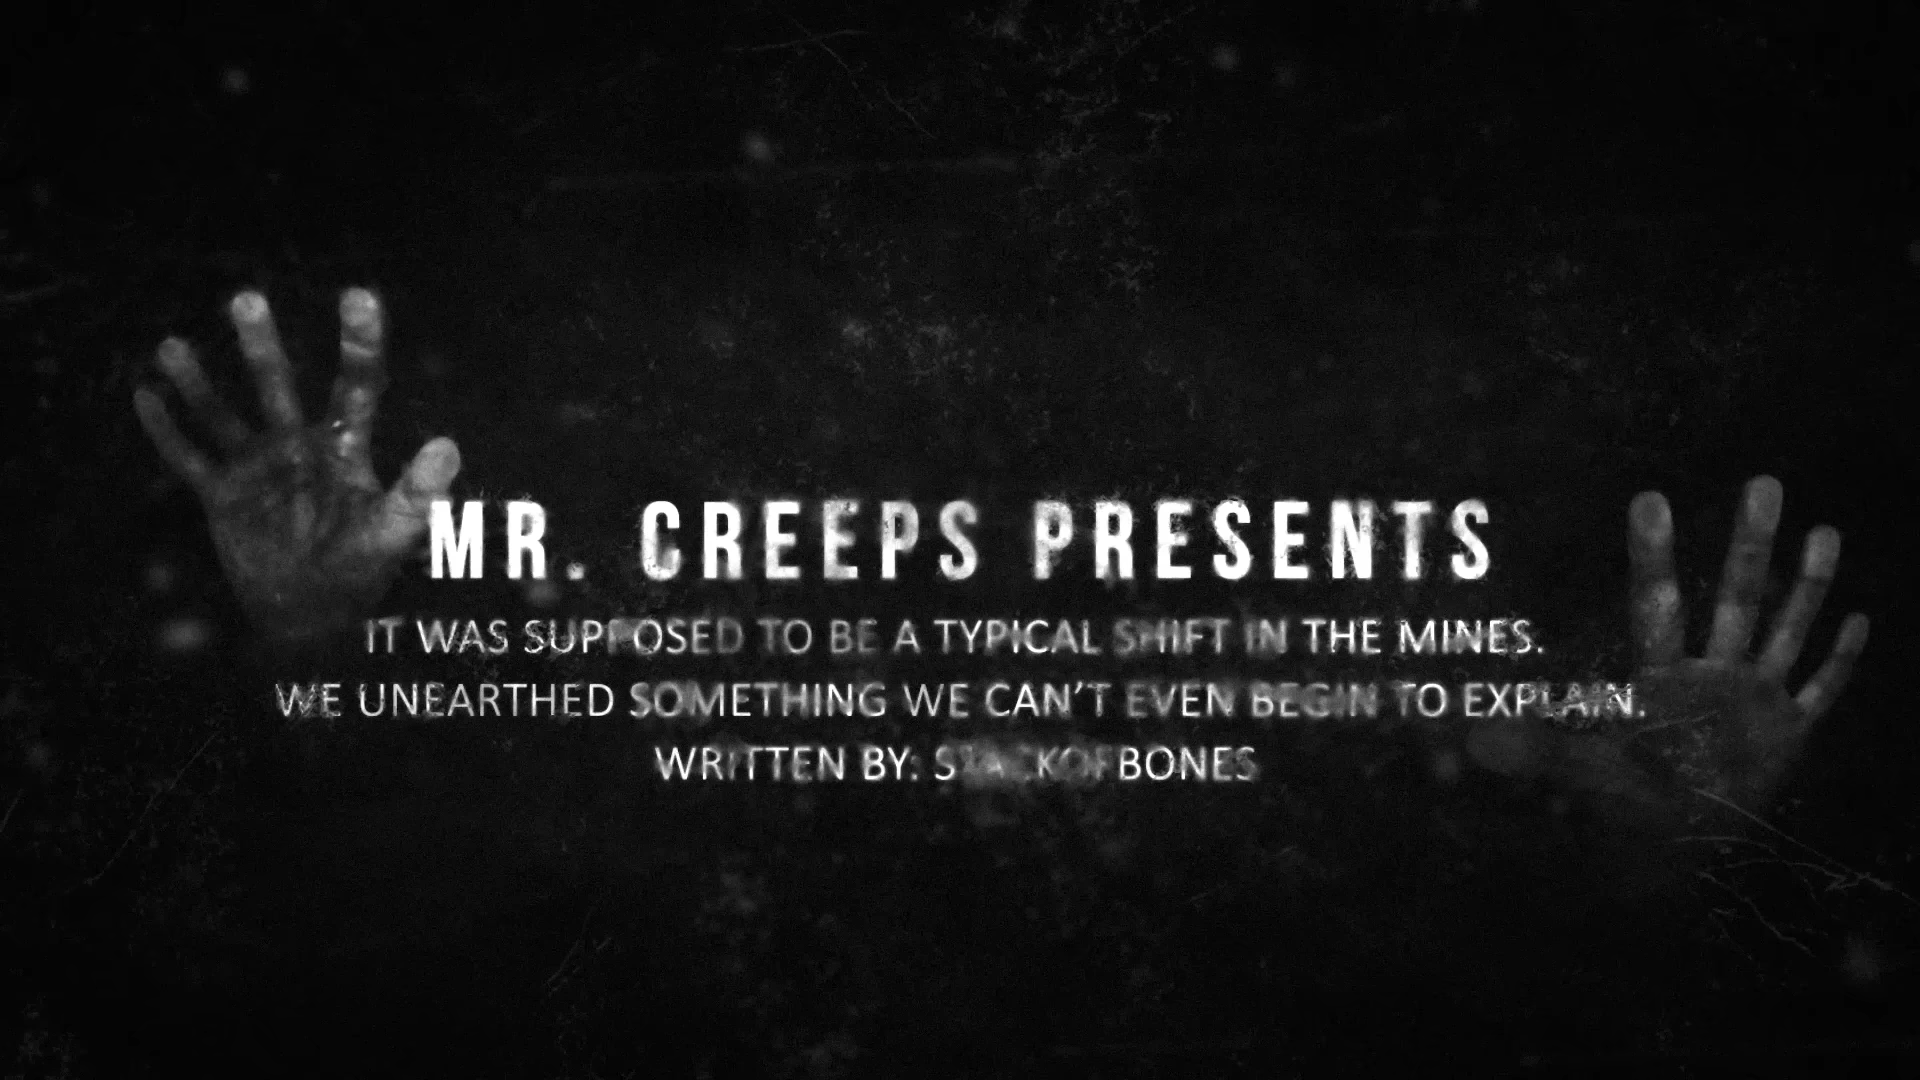 MR. CREEPS PRESENTS
IT WAS SUPPOSED TO BE A TYPICAL SHIFT IN THE MINES.
WE UNEARTHED SOMETHING WE CAN'T EVEN BEGIN TO EXPLAIN.
WRITTEN BY: STACKOFBONES